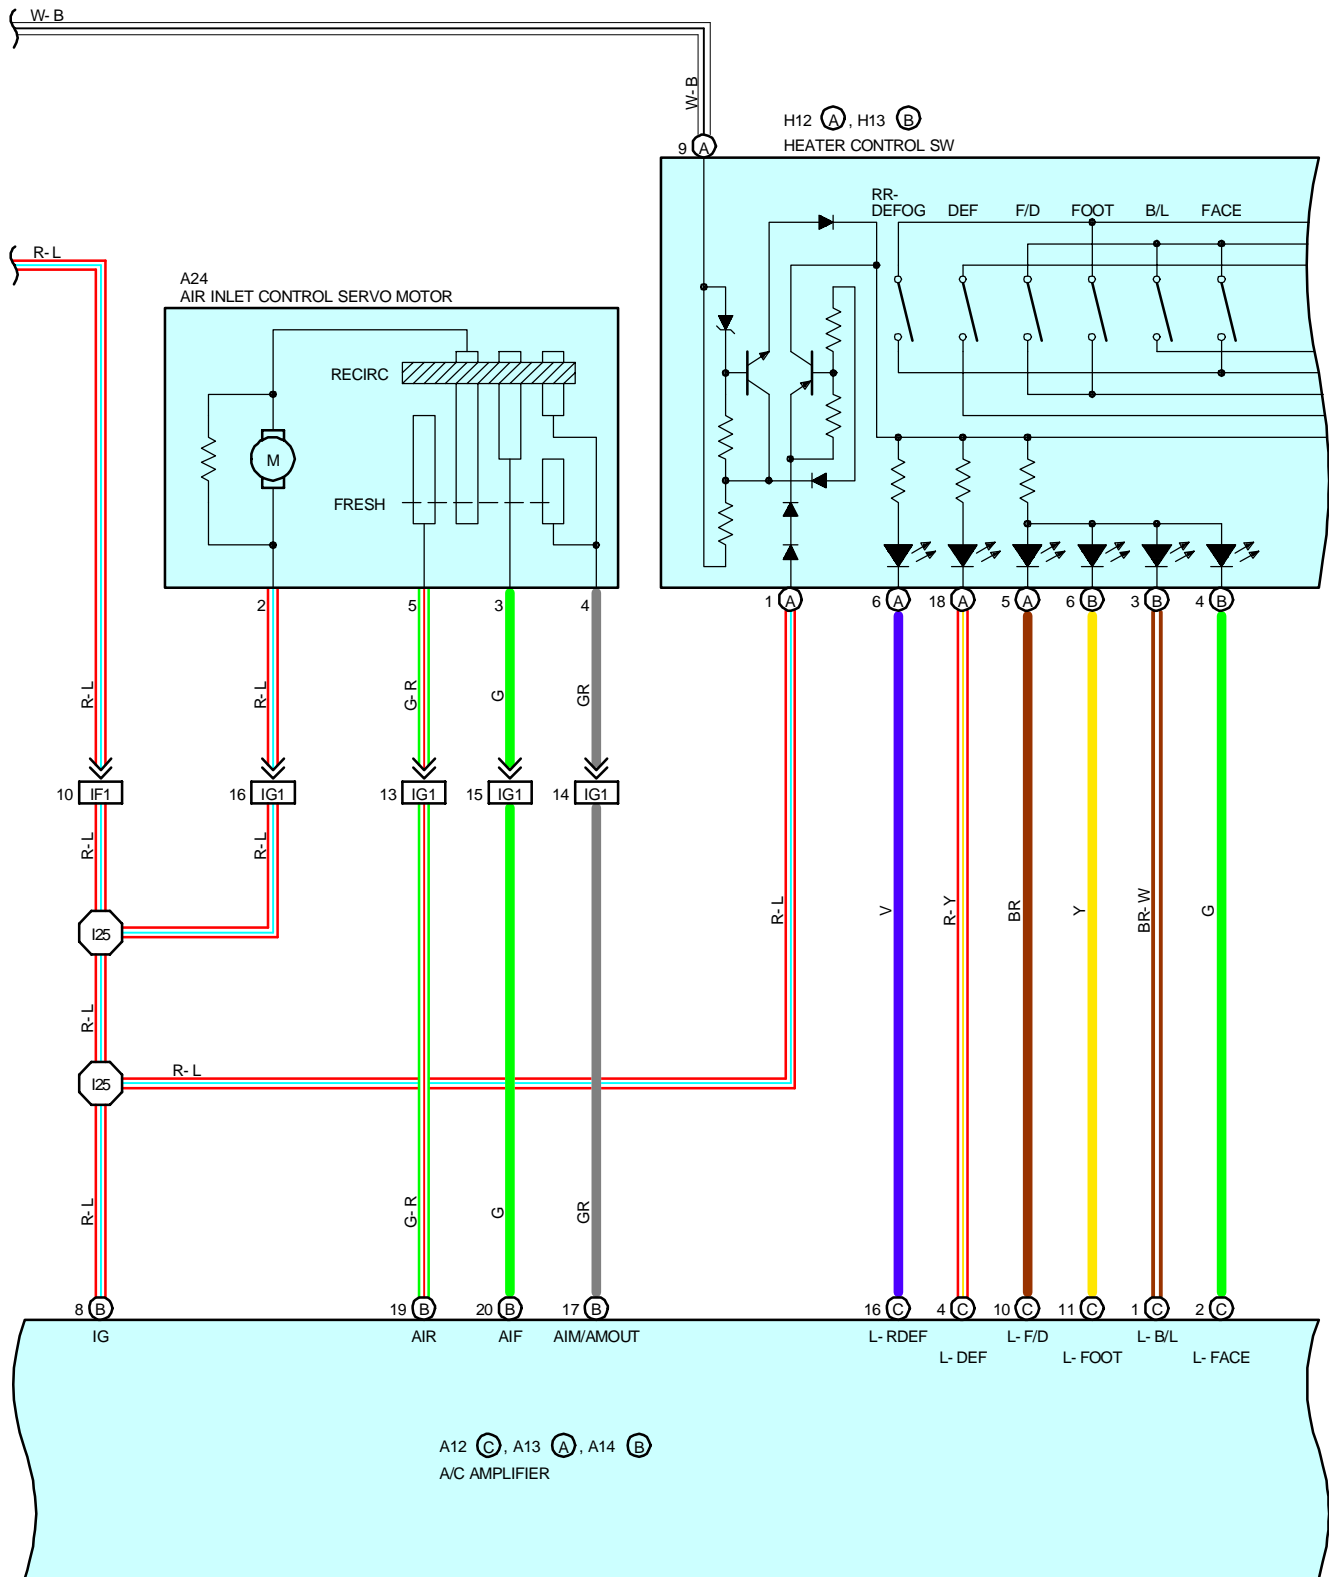 W-B
W-B
H12 A, H13 B
HEATER CONTROL SW
9 A
RR-
DEFOG DEF F/D FOOT B/L FACE
R-L
A24
AIR INLET CONTROL SERVO MOTOR
RECIRC
M
FRESH
2 5 3 4
1 A 6 A 18 A 5 A 6 B 3 B 4 B
R-L R-L G-R G GR
10 IF1 16 IG1 13 IG1 15 IG1 14 IG1
R-L R-L
R-L V R-Y BR Y BR-W G
I25
R-L
I25
R-L
R-L G-R G GR
8 B 19 B 20 B 17 B 16 C 4 C 10 C 11 C 1 C 2 C
IG AIR AIF AIM/AMOUT L-RDEF L-F/D L-B/L
L-DEF L-FOOT L-FACE
A12 C, A13 A, A14 B
A/C AMPLIFIER